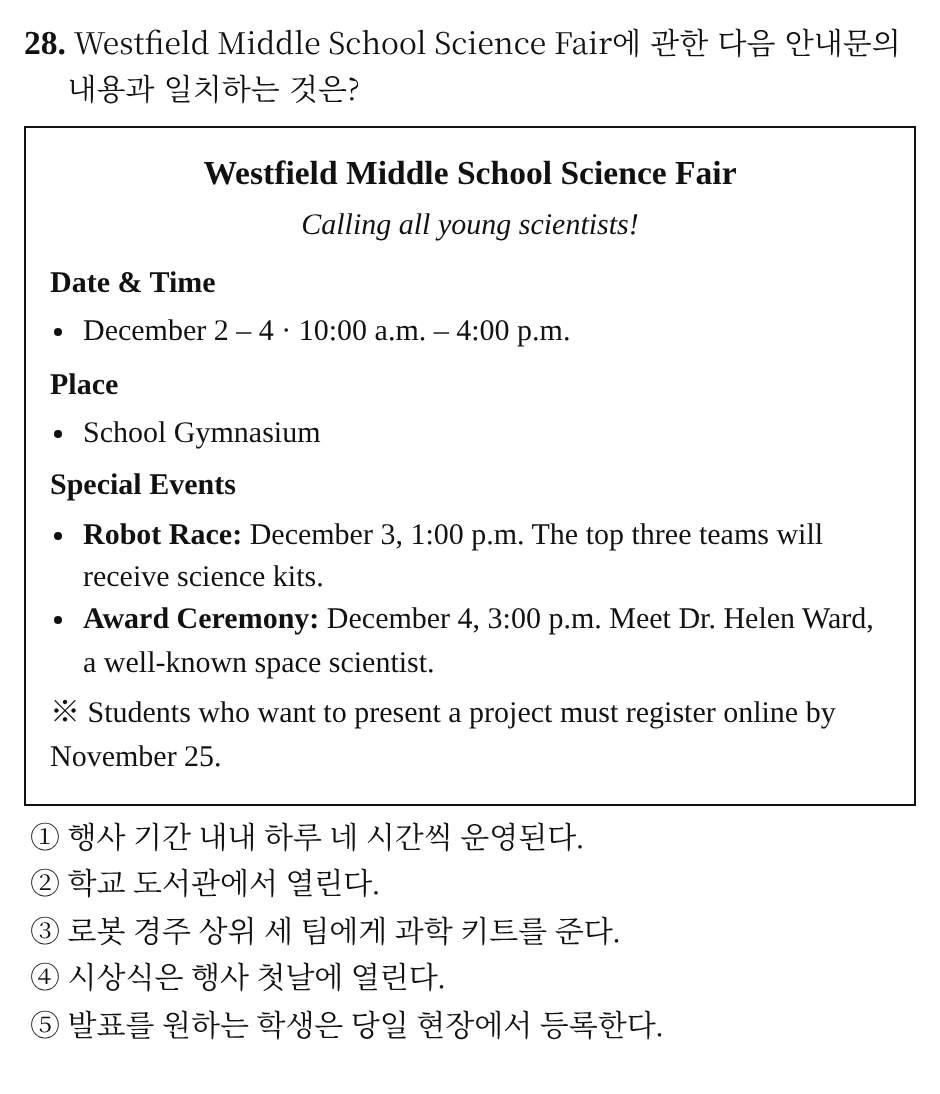 28. Westfield Middle School Science Fair에 관한 다음 안내문의
내용과 일치하는 것은?
Westfield Middle School Science Fair
Calling all young scientists!
Date & Time
• December 2 – 4 · 10:00 a.m. – 4:00 p.m.
Place
• School Gymnasium
Special Events
• Robot Race: December 3, 1:00 p.m. The top three teams will
receive science kits.
• Award Ceremony: December 4, 3:00 p.m. Meet Dr. Helen Ward,
a well-known space scientist.
※ Students who want to present a project must register online by
November 25.
① 행사 기간 내내 하루 네 시간씩 운영된다.
② 학교 도서관에서 열린다.
③ 로봇 경주 상위 세 팀에게 과학 키트를 준다.
④ 시상식은 행사 첫날에 열린다.
⑤ 발표를 원하는 학생은 당일 현장에서 등록한다.